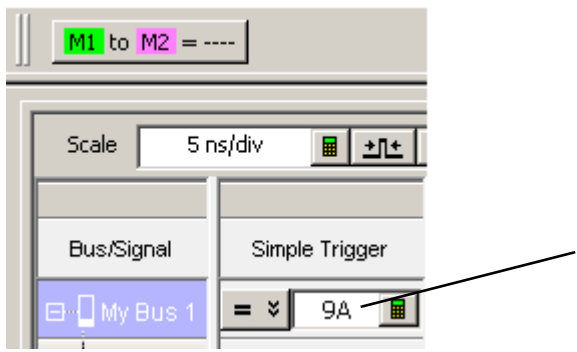 M1 to M2 = ----
Scale 5 ns/div
Bus/Signal Simple Trigger
My Bus 1 = 9A